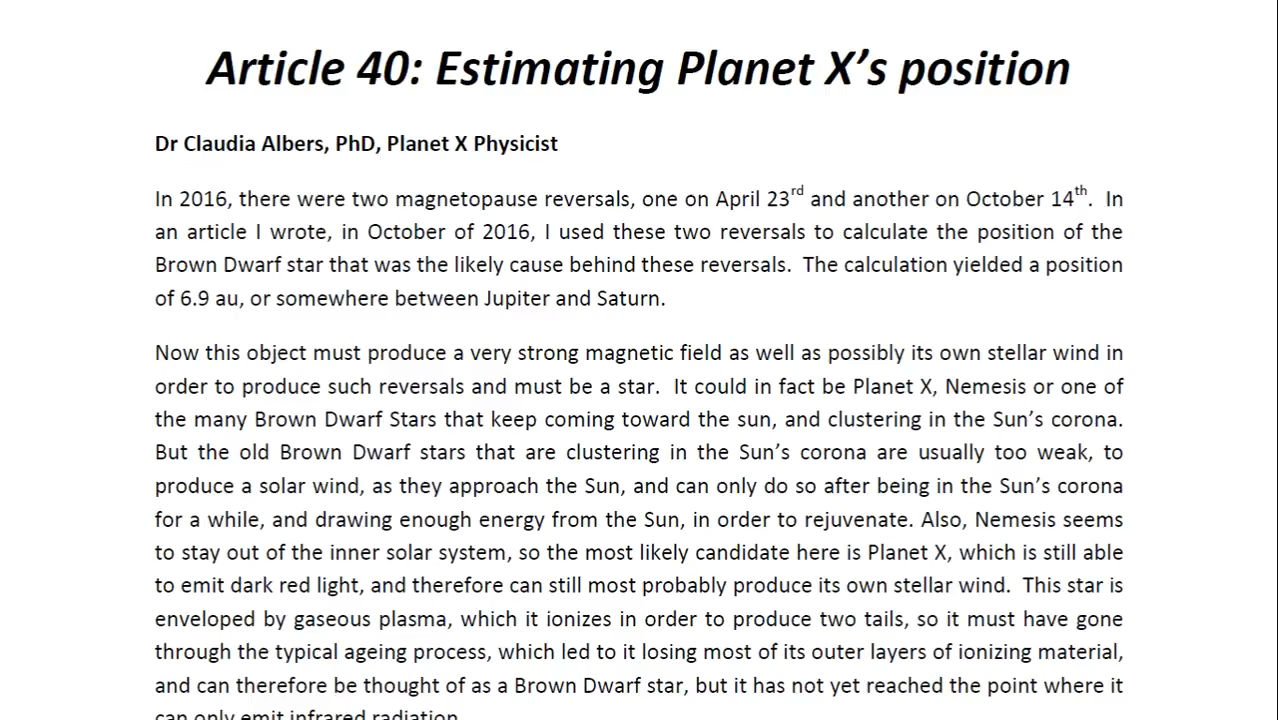 Article 40: Estimating Planet X’s position
Dr Claudia Albers, PhD, Planet X Physicist
In 2016, there were two magnetopause reversals, one on April 23rd and another on October 14th. In
an article I wrote, in October of 2016, I used these two reversals to calculate the position of the
Brown Dwarf star that was the likely cause behind these reversals. The calculation yielded a position
of 6.9 au, or somewhere between Jupiter and Saturn.
Now this object must produce a very strong magnetic field as well as possibly its own stellar wind in
order to produce such reversals and must be a star. It could in fact be Planet X, Nemesis or one of
the many Brown Dwarf Stars that keep coming toward the sun, and clustering in the Sun’s corona.
But the old Brown Dwarf stars that are clustering in the Sun’s corona are usually too weak, to
produce a solar wind, as they approach the Sun, and can only do so after being in the Sun’s corona
for a while, and drawing enough energy from the Sun, in order to rejuvenate. Also, Nemesis seems
to stay out of the inner solar system, so the most likely candidate here is Planet X, which is still able
to emit dark red light, and therefore can still most probably produce its own stellar wind. This star is
enveloped by gaseous plasma, which it ionizes in order to produce two tails, so it must have gone
through the typical ageing process, which led to it losing most of its outer layers of ionizing material,
and can therefore be thought of as a Brown Dwarf star, but it has not yet reached the point where it
can only emit infrared radiation.